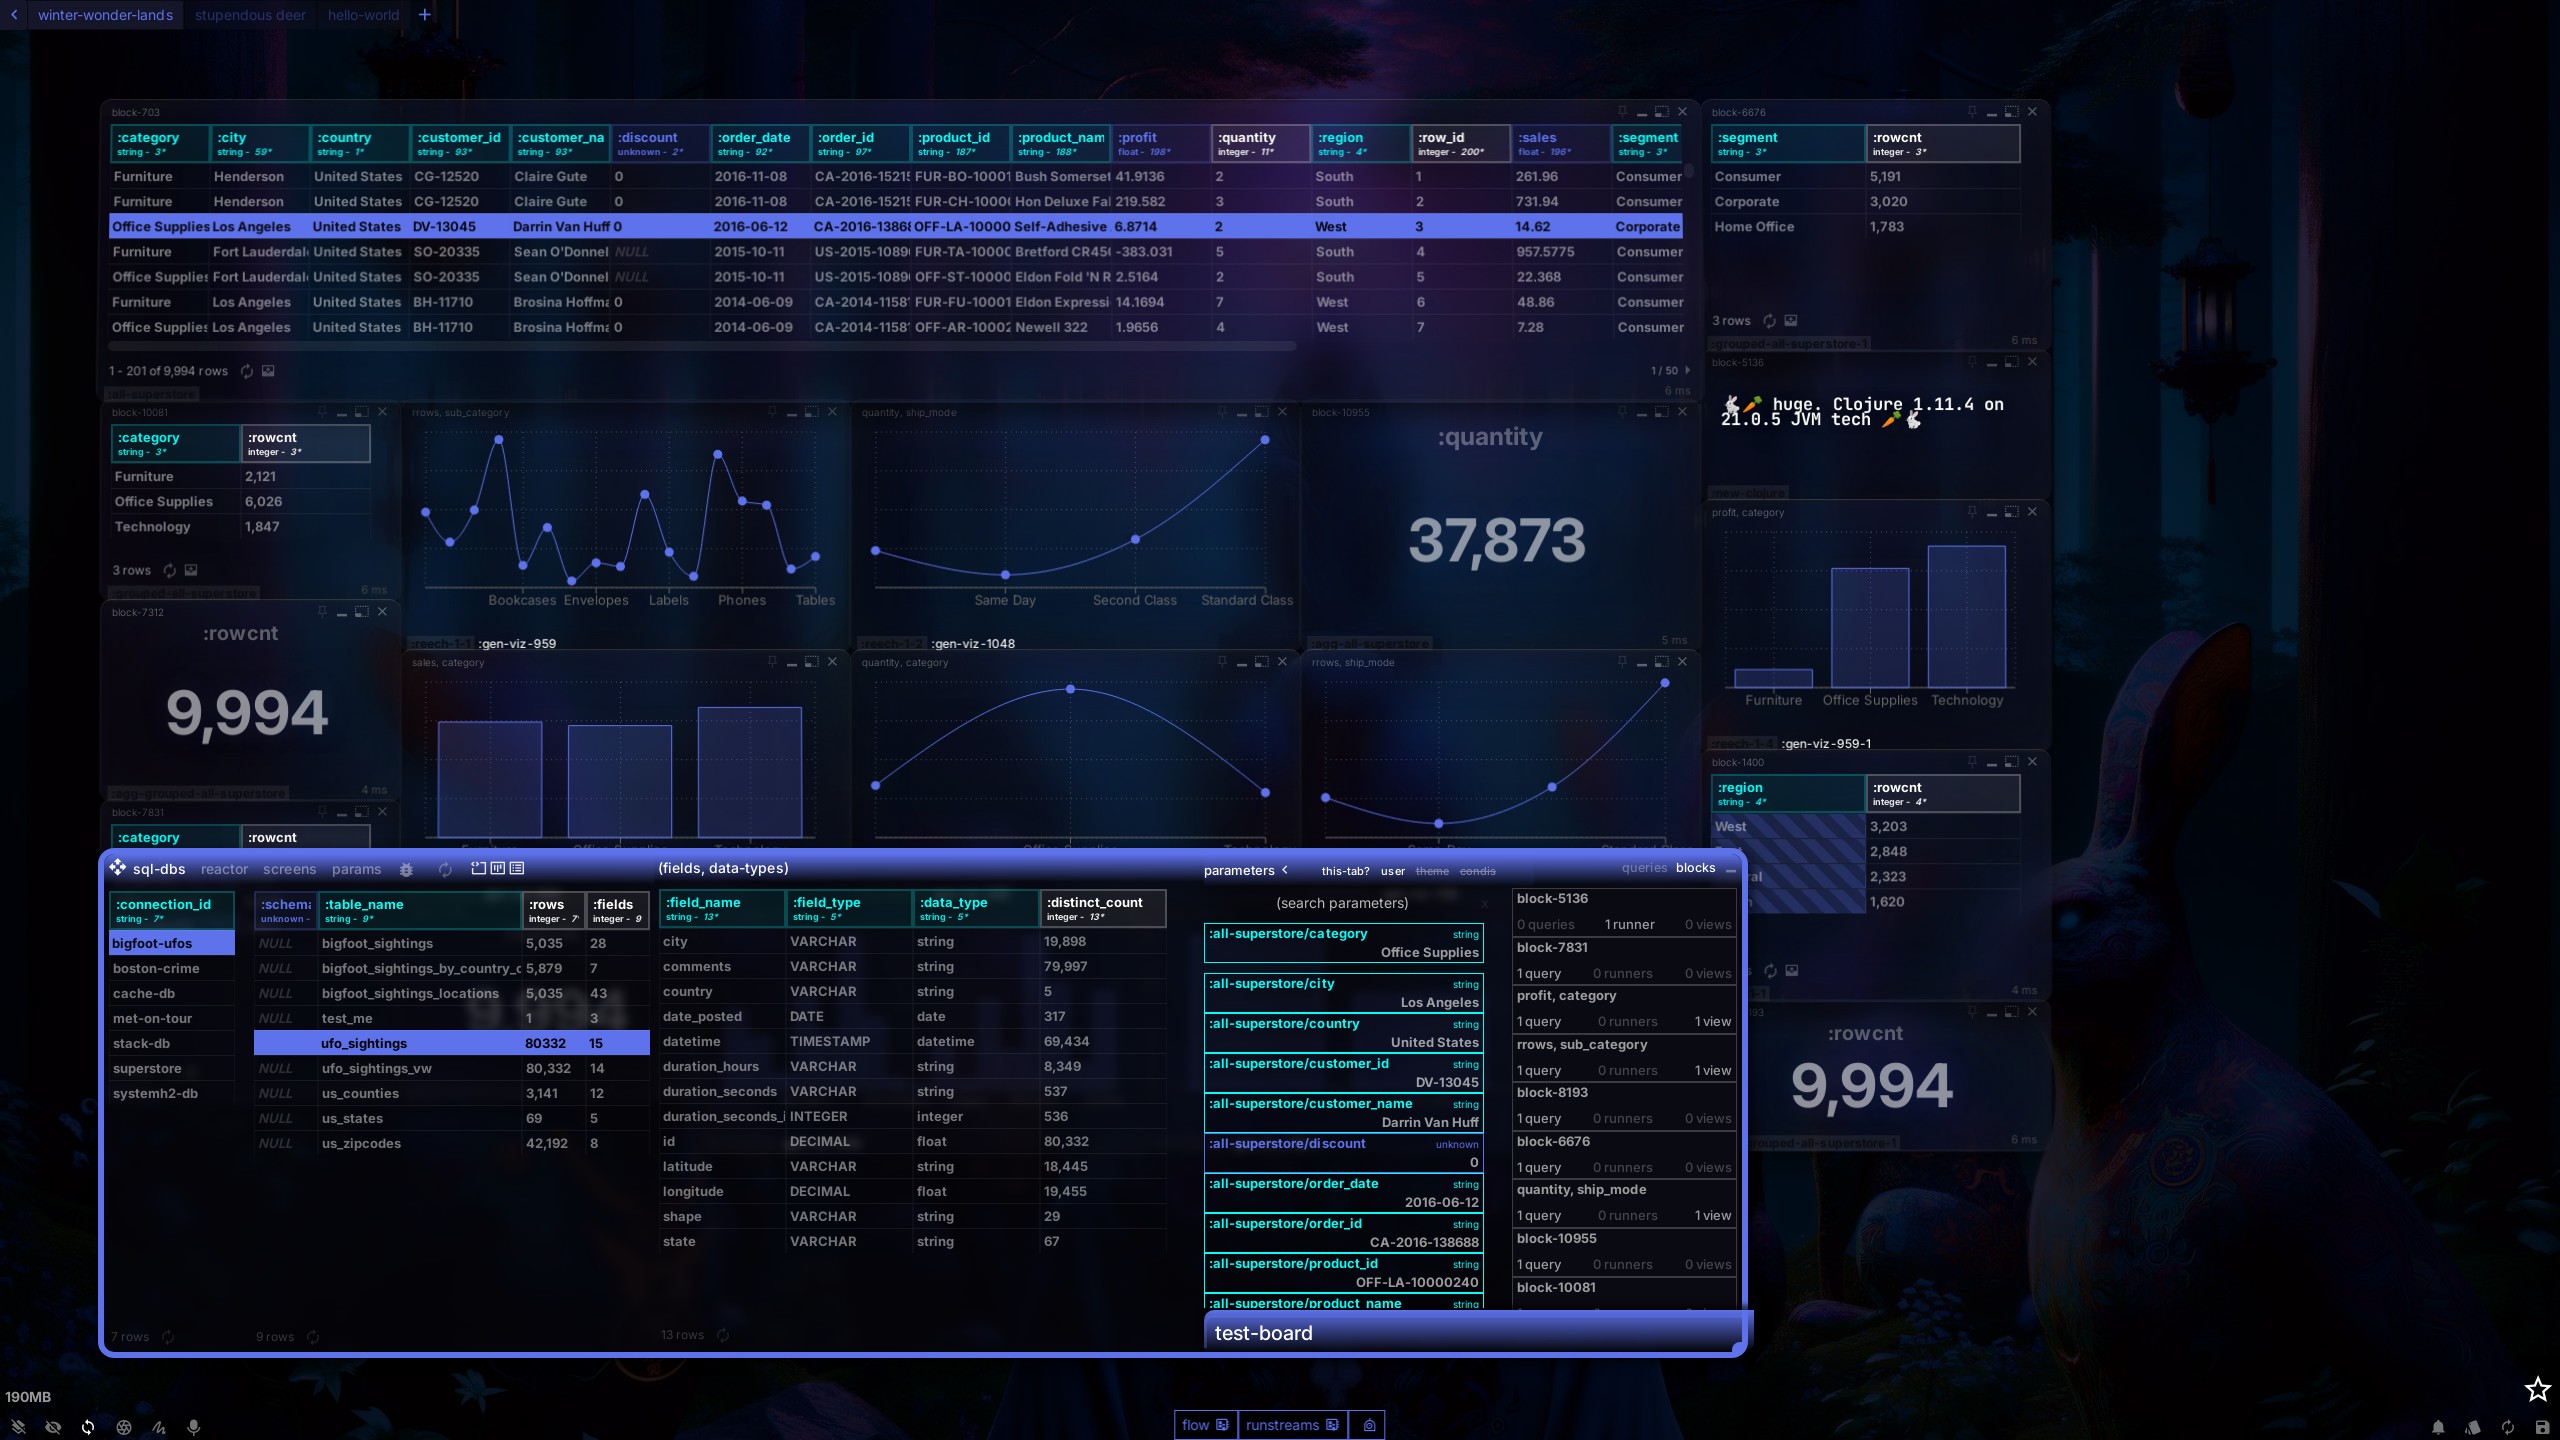 winter-wonder-lands stupendous deer hello-world +
block-703
:category :city :country :customer_id :customer_na :discount :order_date :order_id :product_id :product_nam :profit :quantity :region :row_id :sales :segment
string - 3* string - 59* string - 1* string - 93* string - 93* unknown - 2* string - 92* string - 97* string - 187* string - 188* float - 198* integer - 11* string - 4* integer - 200* float - 196* string - 3*
Furniture Henderson United States CG-12520 Claire Gute 0 2016-11-08 CA-2016-1521 FUR-BO-10001 Bush Somerset 41.9136 2 South 1 261.96 Consumer
Furniture Henderson United States CG-12520 Claire Gute 0 2016-11-08 CA-2016-1521 FUR-CH-1000 Hon Deluxe Fa 219.582 3 South 2 731.94 Consumer
Office Supplies Los Angeles United States DV-13045 Darrin Van Huff 0 2016-06-12 CA-2016-1386 OFF-LA-10000 Self-Adhesive 6.8714 2 West 3 14.62 Corporate
Furniture Fort Lauderdal United States SO-20335 Sean O'Donnel NULL 2015-10-11 US-2015-1089 FUR-TA-1000 Bretford CR45 -383.031 5 South 4 957.5775 Consumer
Office Supplies Fort Lauderdal United States SO-20335 Sean O'Donnel NULL 2015-10-11 US-2015-1089 OFF-ST-1000 Eldon Fold 'N R 2.5164 2 South 5 22.368 Consumer
Furniture Los Angeles United States BH-11710 Brosina Hoffma 0 2014-06-09 CA-2014-1158 FUR-FU-10001 Eldon Expressi 14.1694 7 West 6 48.86 Consumer
Office Supplies Los Angeles United States BH-11710 Brosina Hoffma 0 2014-06-09 CA-2014-1158 OFF-AR-10002 Newell 322 1.9656 4 West 7 7.28 Consumer
1 - 201 of 9,994 rows
1 / 50
6 ms
:all-superstore
block-6676
:segment :rowcnt
string - 3* integer - 3*
Consumer 5,191
Corporate 3,020
Home Office 1,783
3 rows
:grouped-all-superstore-1 6 ms
block-5136
🐇🥕 huge. Clojure 1.11.4 on
21.0.5 JVM tech 🥕🐇
:new-clojure
block-10081
:category :rowcnt
string - 3* integer - 3*
Furniture 2,121
Office Supplies 6,026
Technology 1,847
3 rows
:grouped-all-superstore 6 ms
rrows, sub_category
Bookcases Envelopes Labels Phones Tables
:reech-1-1 :gen-viz-959
quantity, ship_mode
Same Day Second Class Standard Class
:reech-1-2 :gen-viz-1048
block-10955
:quantity
37,873
:agg-all-superstore 5 ms
profit, category
Furniture Office Supplies Technology
:reech-1-4 :gen-viz-959-1
block-7312
:rowcnt
9,994
:agg-grouped-all-superstore 4 ms
sales, category
quantity, category
rrows, ship_mode
block-1400
:region :rowcnt
string - 4* integer - 4*
West 3,203
2,848
2,323
1,620
4 ms
block-7831
:category :rowcnt
:rowcnt
9,994
6 ms
sql-dbs reactor screens params
:connection_id
string - 7*
bigfoot-ufos
boston-crime
cache-db
met-on-tour
stack-db
superstore
systemh2-db
7 rows
:schema :table_name :rows :fields
unknown - string - 9* integer - 7 integer - 9
NULL bigfoot_sightings 5,035 28
NULL bigfoot_sightings_by_country_c 5,879 7
NULL bigfoot_sightings_locations 5,035 43
NULL test_me 1 3
ufo_sightings 80332 15
NULL ufo_sightings_vw 80,332 14
NULL us_counties 3,141 12
NULL us_states 69 5
NULL us_zipcodes 42,192 8
9 rows
(fields, data-types)
:field_name :field_type :data_type :distinct_count
string - 13* string - 5* string - 5* integer - 13*
city VARCHAR string 19,898
comments VARCHAR string 79,997
country VARCHAR string 5
date_posted DATE date 317
datetime TIMESTAMP datetime 69,434
duration_hours VARCHAR string 8,349
duration_seconds VARCHAR string 537
duration_seconds_i INTEGER integer 536
id DECIMAL float 80,332
latitude VARCHAR string 18,445
longitude DECIMAL float 19,455
shape VARCHAR string 29
state VARCHAR string 67
13 rows
parameters < this-tab? user theme condis
(search parameters) x
:all-superstore/category string
Office Supplies
:all-superstore/city string
Los Angeles
:all-superstore/country string
United States
:all-superstore/customer_id string
DV-13045
:all-superstore/customer_name string
Darrin Van Huff
:all-superstore/discount unknown
0
:all-superstore/order_date string
2016-06-12
:all-superstore/order_id string
CA-2016-138688
:all-superstore/product_id string
OFF-LA-10000240
:all-superstore/product_name string
queries blocks
block-5136
0 queries 1 runner 0 views
block-7831
1 query 0 runners 0 views
profit, category
1 query 0 runners 1 view
rrows, sub_category
1 query 0 runners 1 view
block-8193
1 query 0 runners 0 views
block-6676
1 query 0 runners 0 views
quantity, ship_mode
1 query 0 runners 1 view
block-10955
1 query 0 runners 0 views
block-10081
test-board
190MB
flow runstreams